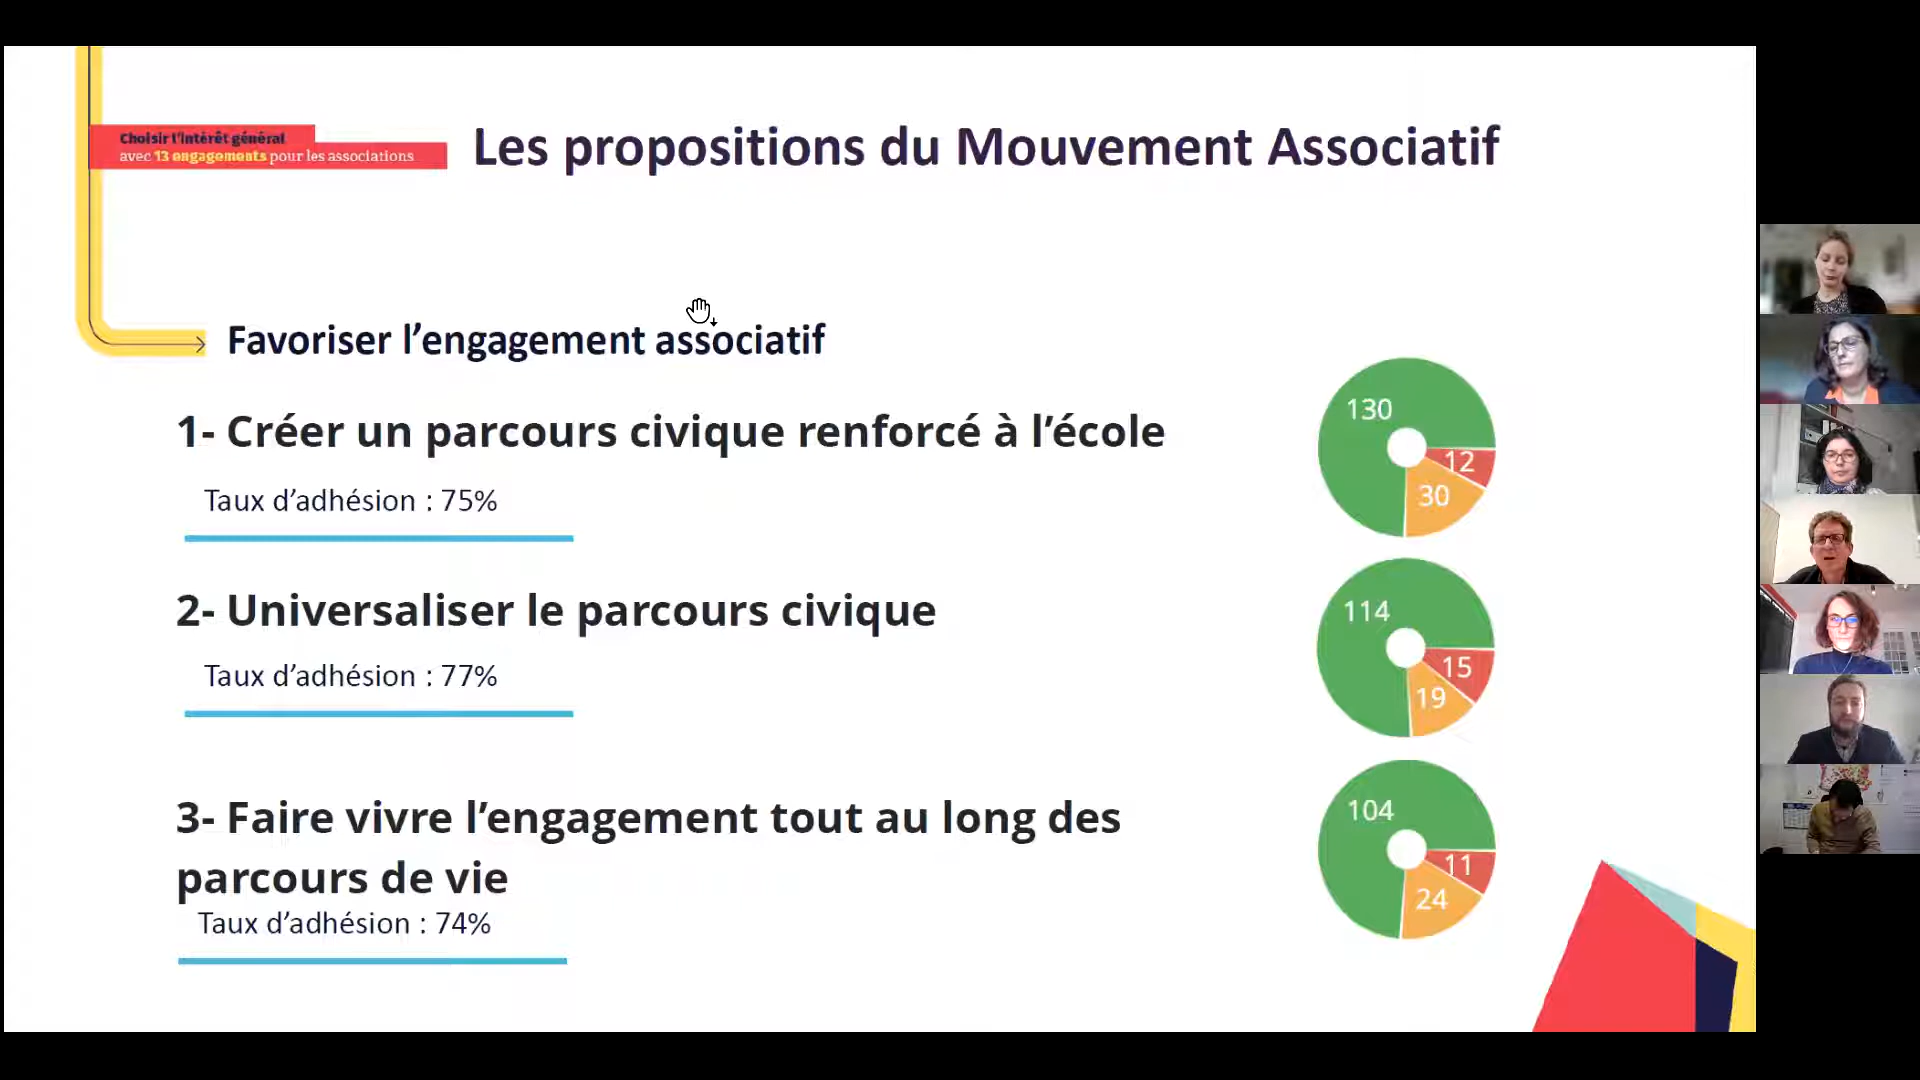 Choisir l'intérêt général
avec 13 engagements pour les associations
Les propositions du Mouvement Associatif
Favoriser l’engagement associatif
1- Créer un parcours civique renforcé à l’école
Taux d’adhésion : 75%
130
12
30
2- Universaliser le parcours civique
Taux d’adhésion : 77%
114
15
19
3- Faire vivre l’engagement tout au long des
parcours de vie
Taux d’adhésion : 74%
104
11
24